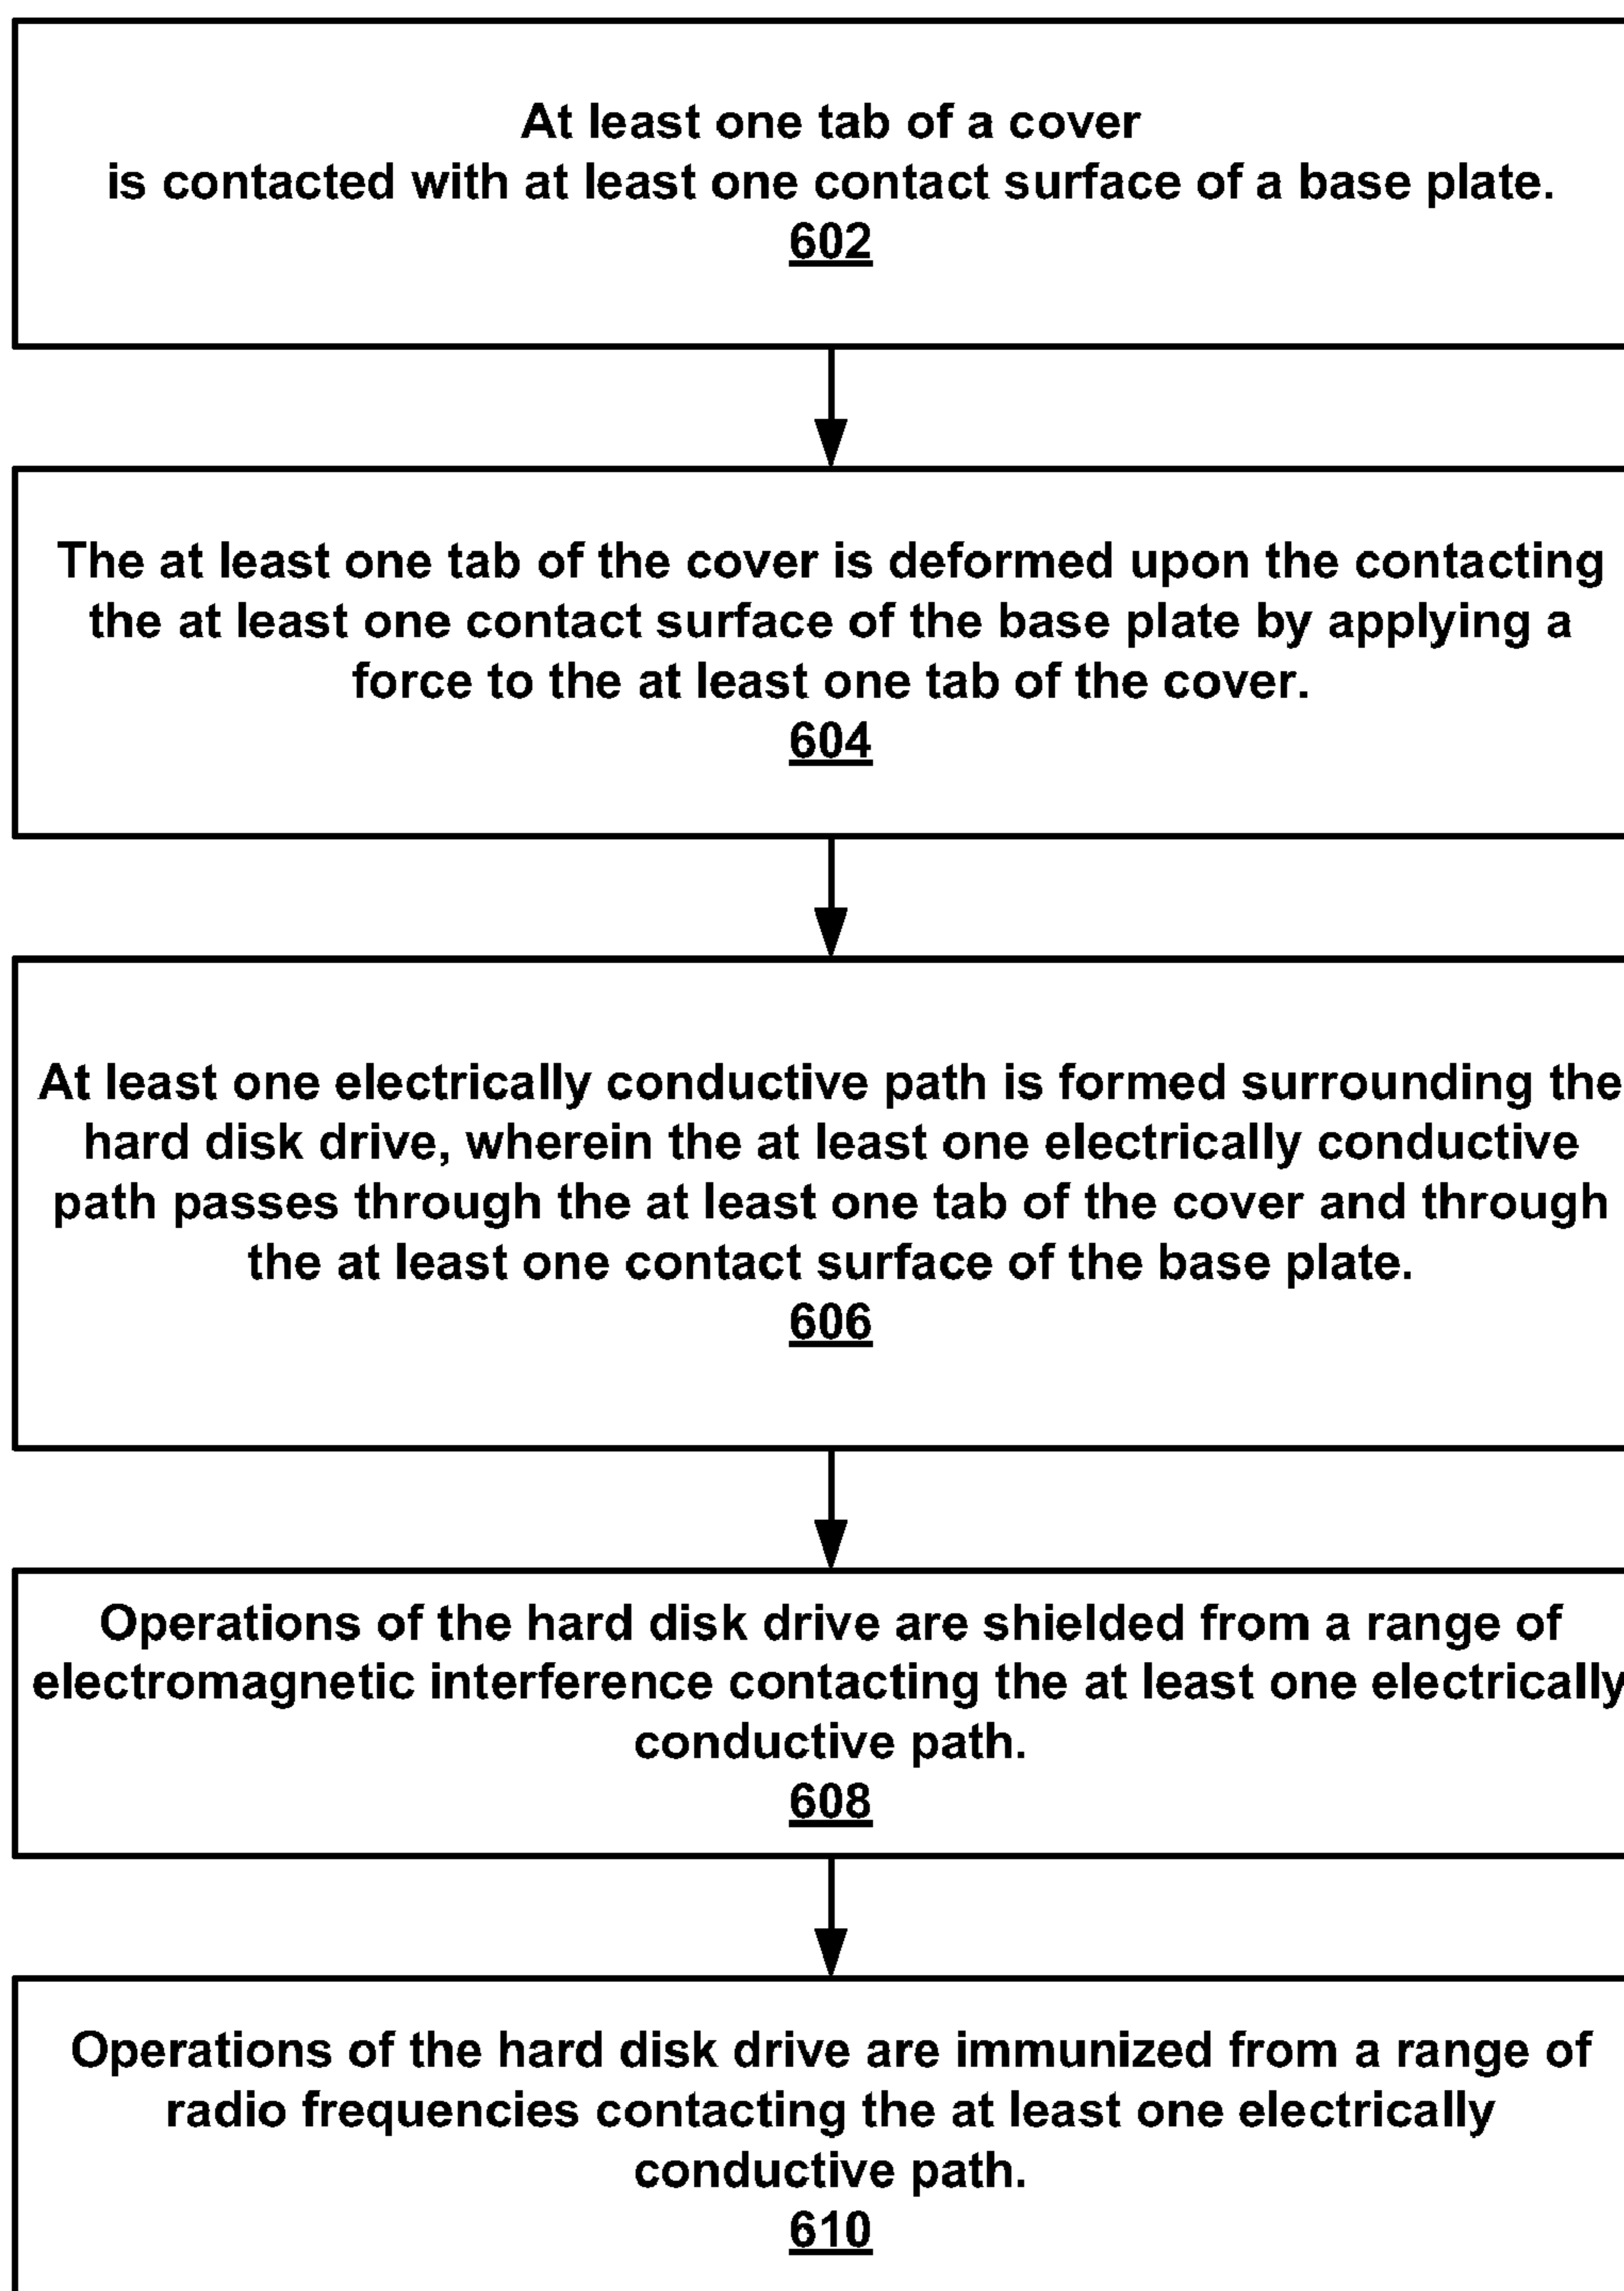 At least one tab of a cover
is contacted with at least one contact surface of a base plate.
602
The at least one tab of the cover is deformed upon the contacting
the at least one contact surface of the base plate by applying a
force to the at least one tab of the cover.
604
At least one electrically conductive path is formed surrounding the
hard disk drive, wherein the at least one electrically conductive
path passes through the at least one tab of the cover and through
the at least one contact surface of the base plate.
606
Operations of the hard disk drive are shielded from a range of
electromagnetic interference contacting the at least one electrically
conductive path.
608
Operations of the hard disk drive are immunized from a range of
radio frequencies contacting the at least one electrically
conductive path.
610